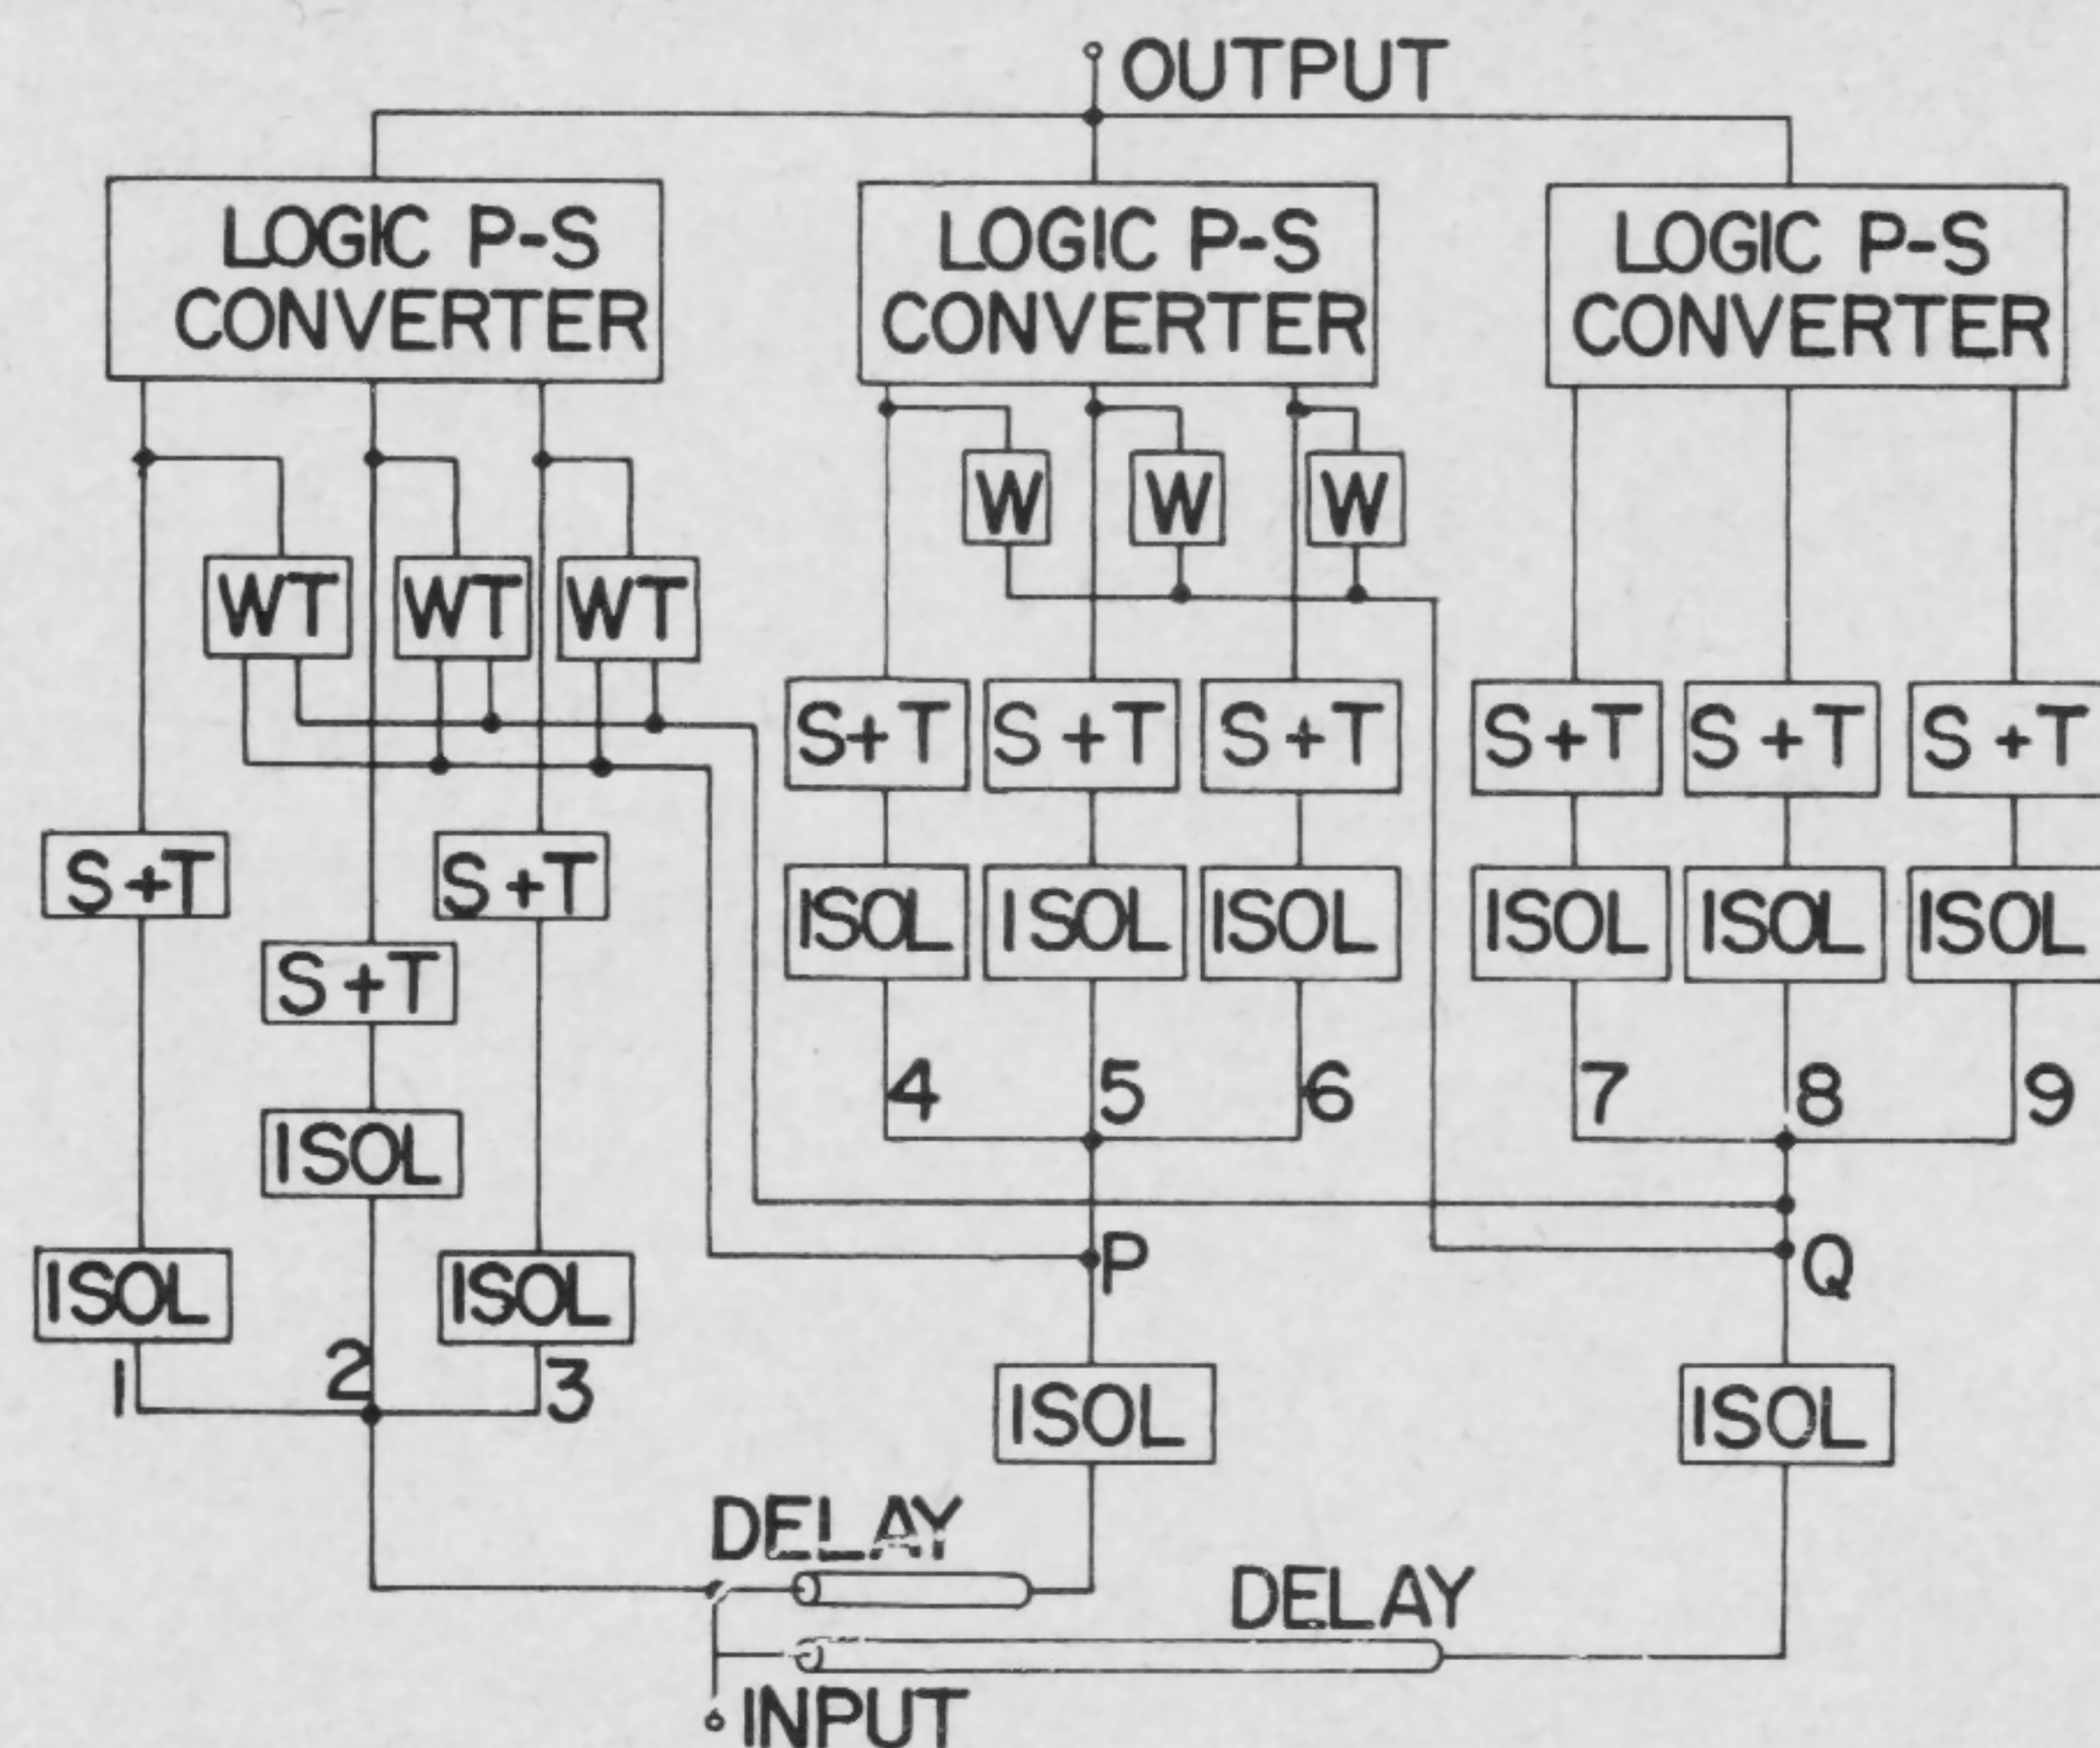 OUTPUT
LOGIC P-S
CONVERTER
LOGIC P-S
CONVERTER
LOGIC P-S
CONVERTER
W W W
WT WT WT
S+T S+T S+T S+T S+T S+T
S+T S+T
ISOL ISOL ISOL ISOL ISOL ISOL
S+T
4 5 6 7 8 9
ISOL
P Q
ISOL ISOL
1 2 3
ISOL ISOL
DELAY
DELAY
INPUT